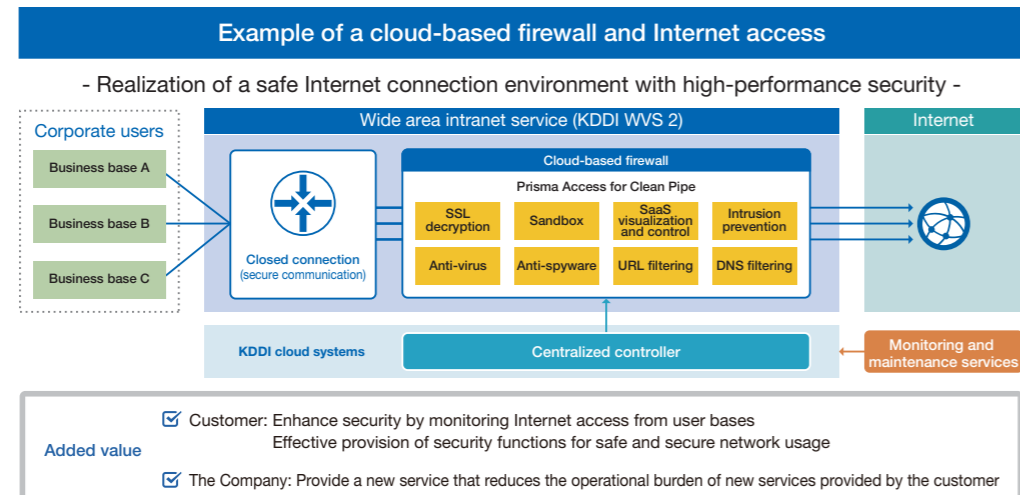 Example of a cloud-based firewall and Internet access
- Realization of a safe Internet connection environment with high-performance security -
Corporate users
Business base A
Business base B
Business base C
Wide area intranet service (KDDI WVS 2)
Closed connection
(secure communication)
Cloud-based firewall
Prisma Access for Clean Pipe
SSL
decryption
Sandbox
SaaS
visualization
and control
Intrusion
prevention
Anti-virus
Anti-spyware
URL filtering
DNS filtering
Internet
KDDI cloud systems
Centralized controller
Monitoring and
maintenance services
Added value
Customer: Enhance security by monitoring Internet access from user bases
Effective provision of security functions for safe and secure network usage
The Company: Provide a new service that reduces the operational burden of new services provided by the customer